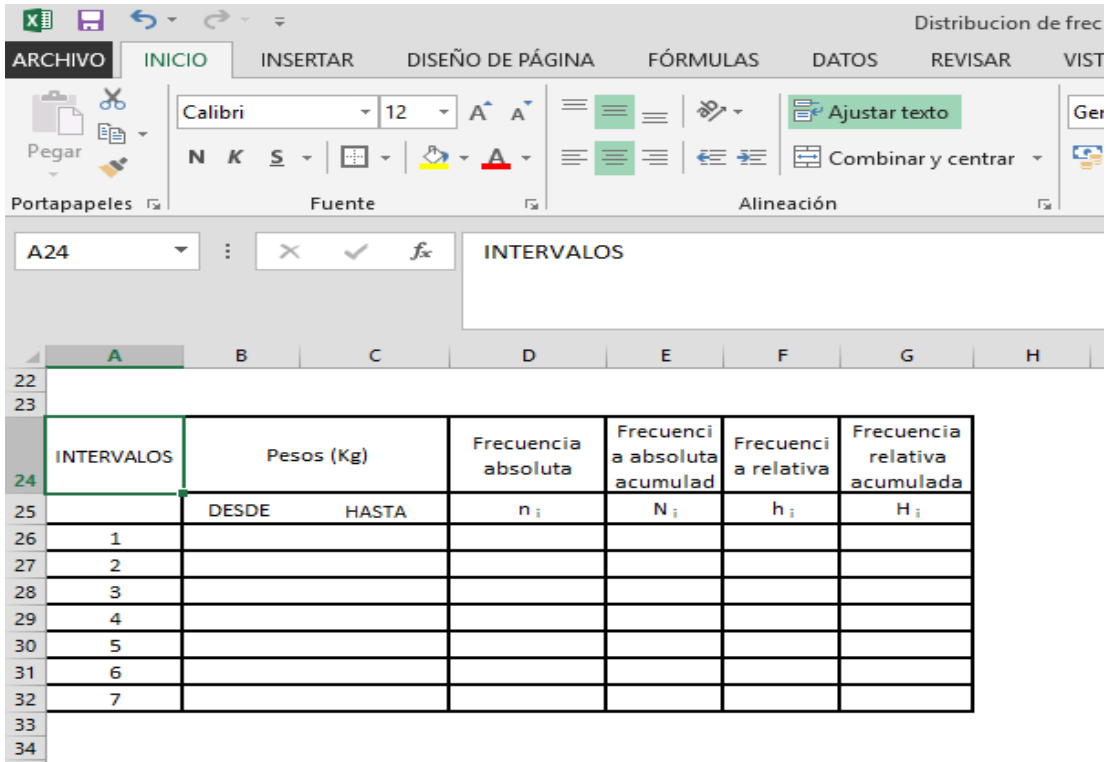 Distribucion de frec
ARCHIVO INICIO INSERTAR DISEÑO DE PÁGINA FÓRMULAS DATOS REVISAR VIST
Calibri 12 Ajustar texto Ger
Pegar N K S A Combinar y centrar
Portapapeles Fuente Alineación
A24 fx INTERVALOS
A B C D E F G H
22
23
24 INTERVALOS Pesos (Kg) Frecuencia absoluta Frecuenci a absoluta acumulad Frecuenci a relativa Frecuencia relativa acumulada
25 DESDE HASTA n i N i h i H i
26 1
27 2
28 3
29 4
30 5
31 6
32 7
33
34